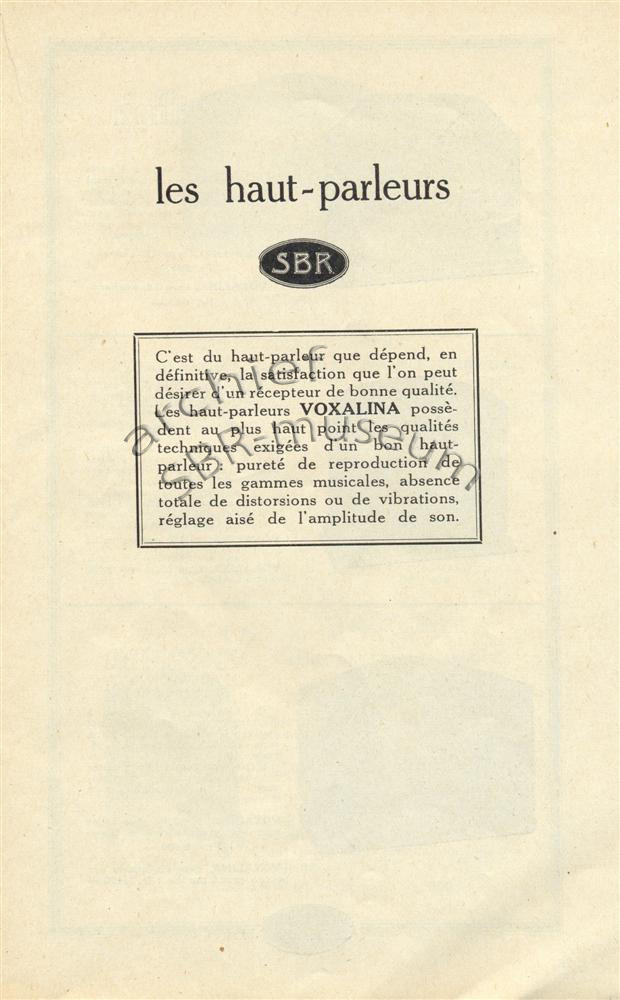 les haut-parleurs
SBR
C'est du haut-parleur que dépend, en
définitive, la satisfaction que l'on peut
désirer d'un récepteur de bonne qualité.
Les haut-parleurs VOXALINA possè-
dent au plus haut point les qualités
techniques exigées d'un bon haut-
parleur : pureté de reproduction de
toutes les gammes musicales, absence
totale de distorsions ou de vibrations,
réglage aisé de l'amplitude de son.
archief
SBR-museum